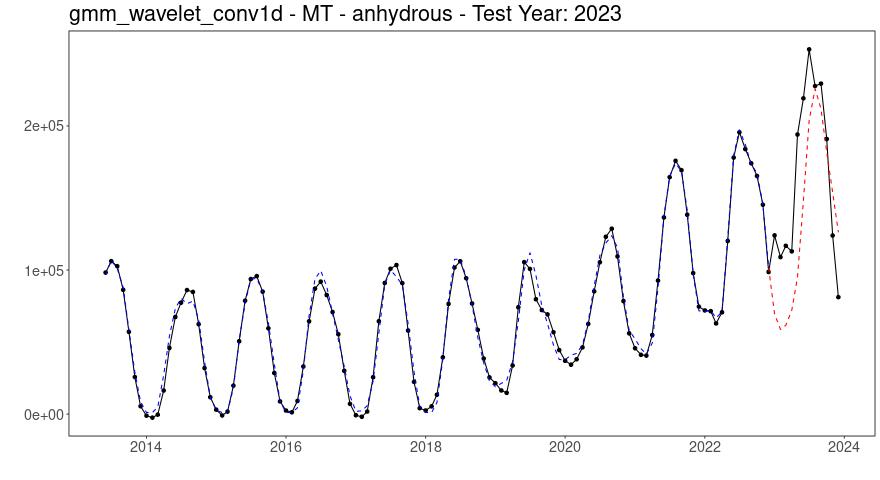 gmm_wavelet_conv1d - MT - anhydrous - Test Year: 2023
2e+05
1e+05
0e+00
2014 2016 2018 2020 2022 2024